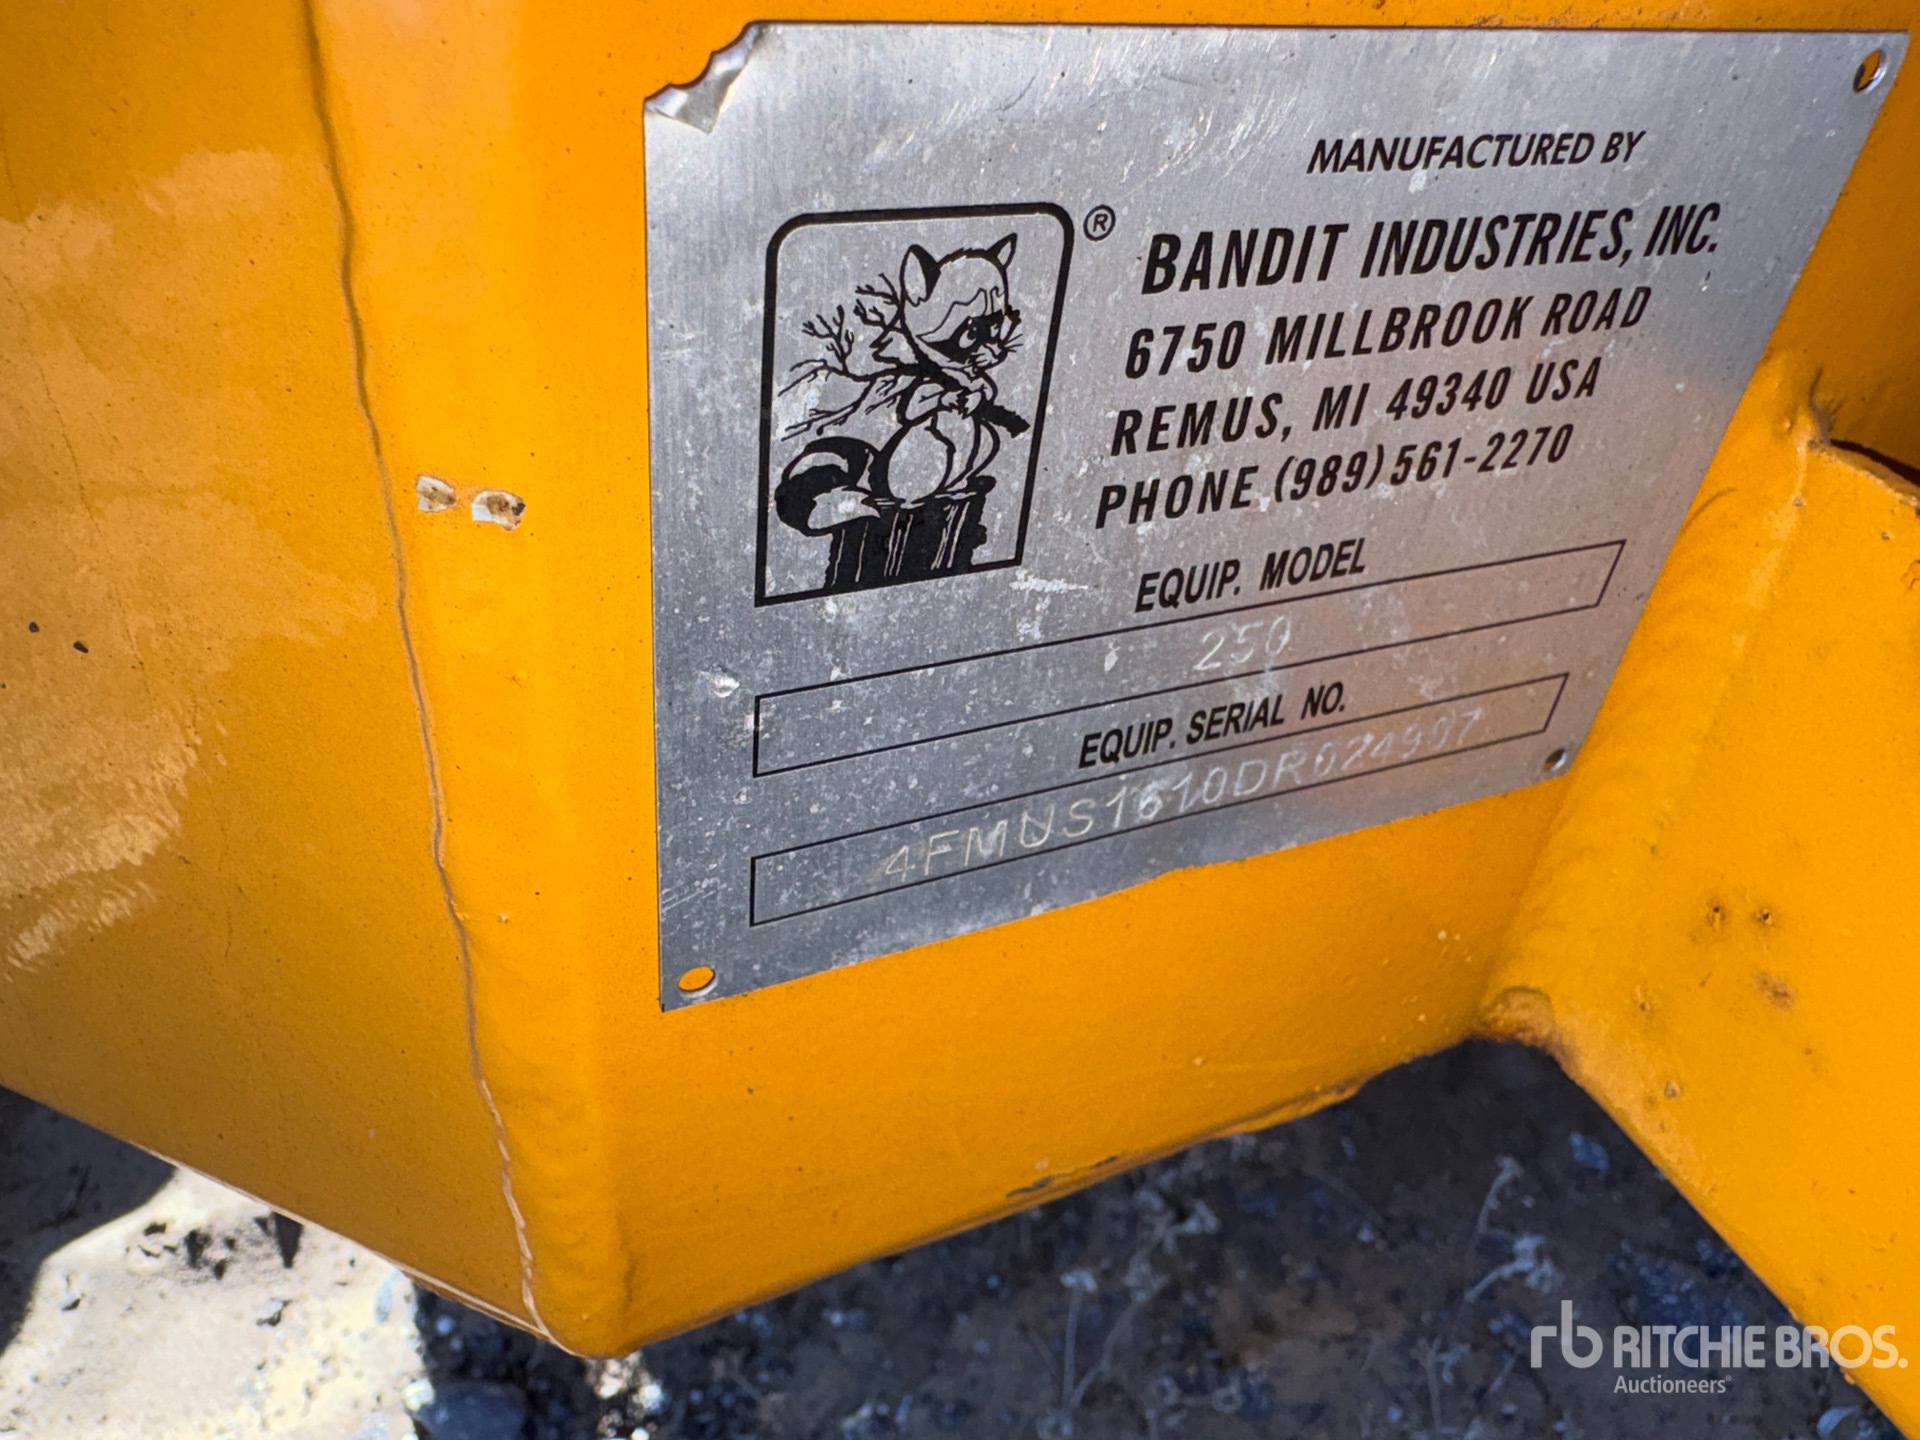 MANUFACTURED BY
®
BANDIT INDUSTRIES, INC.
6750 MILLBROOK ROAD
REMUS, MI 49340 USA
PHONE (989) 561-2270
EQUIP. MODEL
250
EQUIP. SERIAL NO.
4FMUS1610DR024907
rb RITCHIE BROS.
Auctioneers